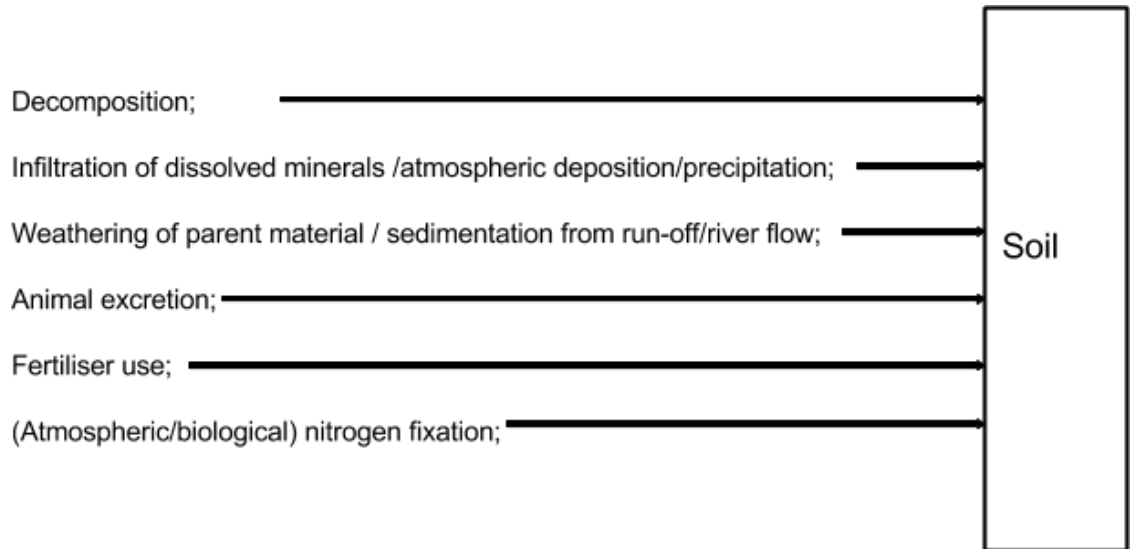 Decomposition;
Infiltration of dissolved minerals /atmospheric deposition/precipitation;
Weathering of parent material / sedimentation from run-off/river flow;
Soil
Animal excretion;
Fertiliser use;
(Atmospheric/biological) nitrogen fixation;